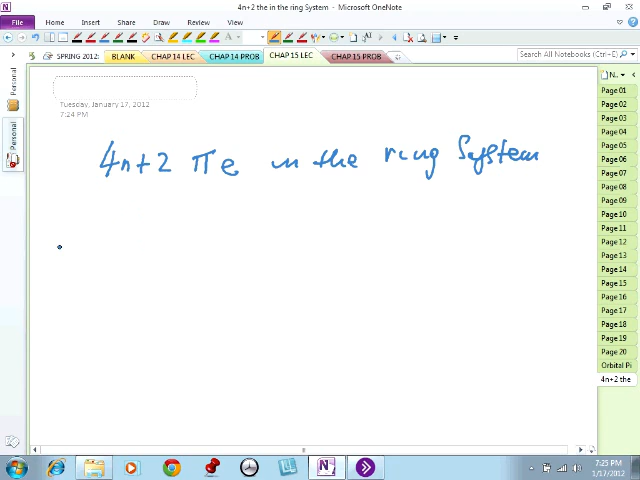 4n+2 the in the ring System - Microsoft OneNote
File Home Insert Share Draw Review View
Search All Notebooks (Ctrl+E)
SPRING 2012: BLANK CHAP 14 LEC CHAP 14 PROB CHAP 15 LEC CHAP 15 PROB
Personal
Personal
Tuesday, January 17, 2012
7:24 PM
4n+2 πe in the ring System
N..
Page 01
Page 02
Page 03
Page 04
Page 05
Page 06
Page 07
Page 08
Page 09
Page 10
Page 11
Page 12
Page 13
Page 14
Page 15
Page 16
Page 17
Page 18
Page 19
Page 20
Orbital Pi
4n+2 the
7:25 PM
1/17/2012